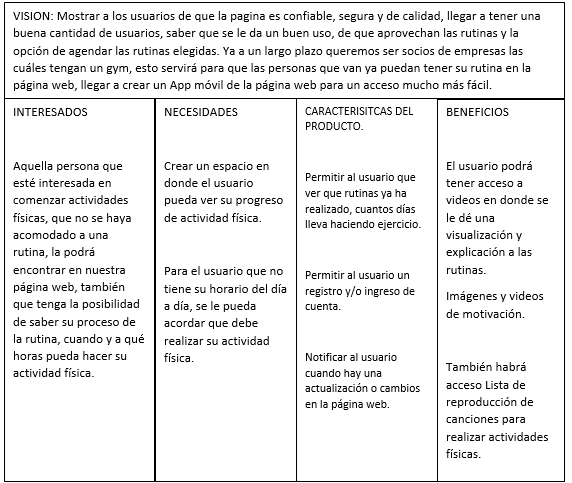 VISION: Mostrar a los usuarios de que la pagina es confiable, segura y de calidad, llegar a tener una
buena cantidad de usuarios, saber que se le da un buen uso, de que aprovechan las rutinas y la
opción de agendar las rutinas elegidas. Ya a un largo plazo queremos ser socios de empresas las
cuáles tengan un gym, esto servirá para que las personas que van ya puedan tener su rutina en la
página web, llegar a crear un App móvil de la página web para un acceso mucho más fácil.
INTERESADOS
Aquella persona que
esté interesada en
comenzar actividades
físicas, que no se haya
acomodado a una
rutina, la podrá
encontrar en nuestra
página web, también
que tenga la posibilidad
de saber su proceso de
la rutina, cuando y a qué
horas pueda hacer su
actividad física.
NECESIDADES
Crear un espacio en
donde el usuario
pueda ver su progreso
de actividad física.
Para el usuario que no
tiene su horario del día
a día, se le pueda
acordar que debe
realizar su actividad
física.
CARACTERISITCAS DEL
PRODUCTO.
Permitir al usuario que
ver que rutinas ya ha
realizado, cuantos días
lleva haciendo ejercicio.
Permitir al usuario un
registro y/o ingreso de
cuenta.
Notificar al usuario
cuando hay una
actualización o cambios
en la página web.
BENEFICIOS
El usuario podrá
tener acceso a
videos en donde se
le dé una
visualización y
explicación a las
rutinas.
Imágenes y videos
de motivación.
También habrá
acceso Lista de
reproducción de
canciones para
realizar actividades
físicas.